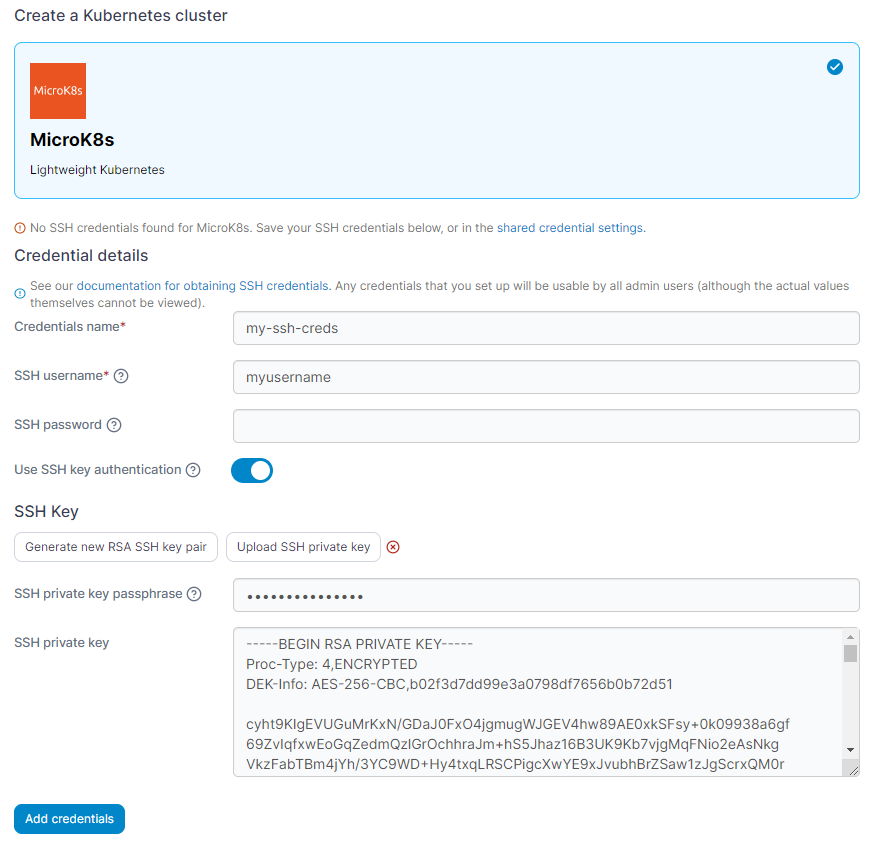 Create a Kubernetes cluster
MicroK8s
MicroK8s
Lightweight Kubernetes
No SSH credentials found for MicroK8s. Save your SSH credentials below, or in the shared credential settings.
Credential details
See our documentation for obtaining SSH credentials. Any credentials that you set up will be usable by all admin users (although the actual values
themselves cannot be viewed).
Credentials name*
my-ssh-creds
SSH username*
myusername
SSH password
Use SSH key authentication
SSH Key
Generate new RSA SSH key pair
Upload SSH private key
SSH private key passphrase
•••••••••••••••
SSH private key
-----BEGIN RSA PRIVATE KEY-----
Proc-Type: 4,ENCRYPTED
DEK-Info: AES-256-CBC,b02f3d7dd99e3a0798df7656b0b72d51
cyht9KIgEVUGuMrKxN/GDaJ0FxO4jgmugWJGEV4hw89AE0xkSFsy+0k09938a6gf
69ZvIqfxwEoGqZedmQzIGrOchhraJm+hS5Jhaz16B3UK9Kb7vjgMqFNio2eAsNkg
VkzFabTBm4jYh/3YC9WD+Hy4txqLRSCPigcXwYE9xJvubhBrZSaw1zJgScrxQM0r
Add credentials